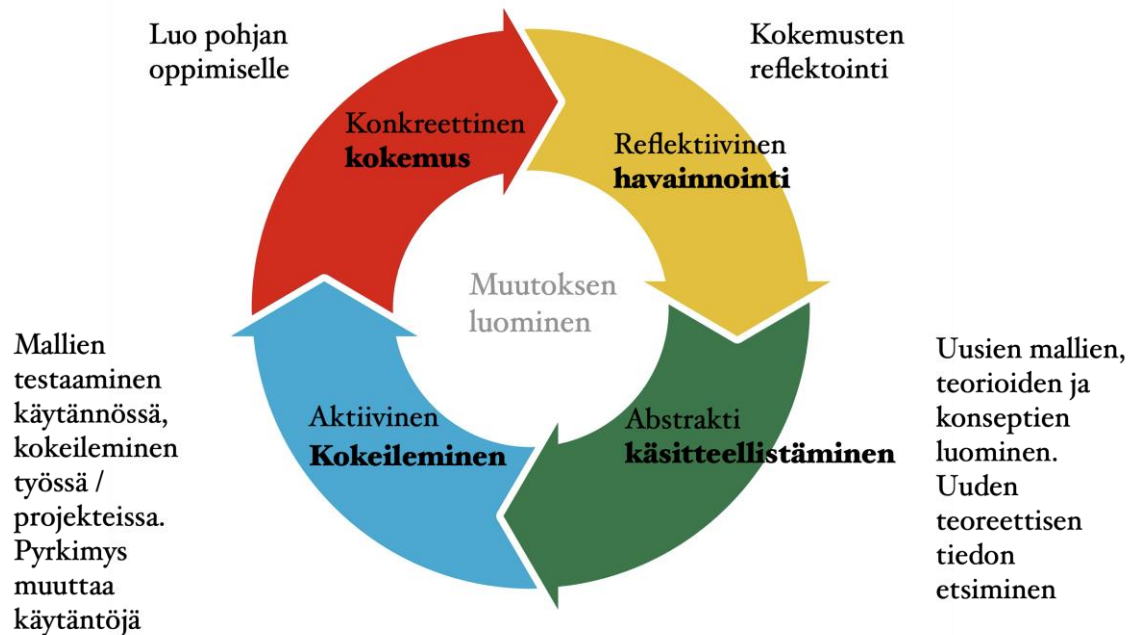 Luo pohjan
oppimiselle
Kokemusten
reflektointi
Konkreettinen
kokemus
Reflektiivinen
havainnointi
Muutoksen
luominen
Mallien
testaaminen
käytännössä,
kokeileminen
työssä /
projekteissa.
Pyrkimys
muuttaa
käytäntöjä
Aktiivinen
Kokeileminen
Abstrakti
käsitteellistäminen
Uusien mallien,
teorioiden ja
konseptien
luominen.
Uuden
teoreettisen
tiedon
etsiminen